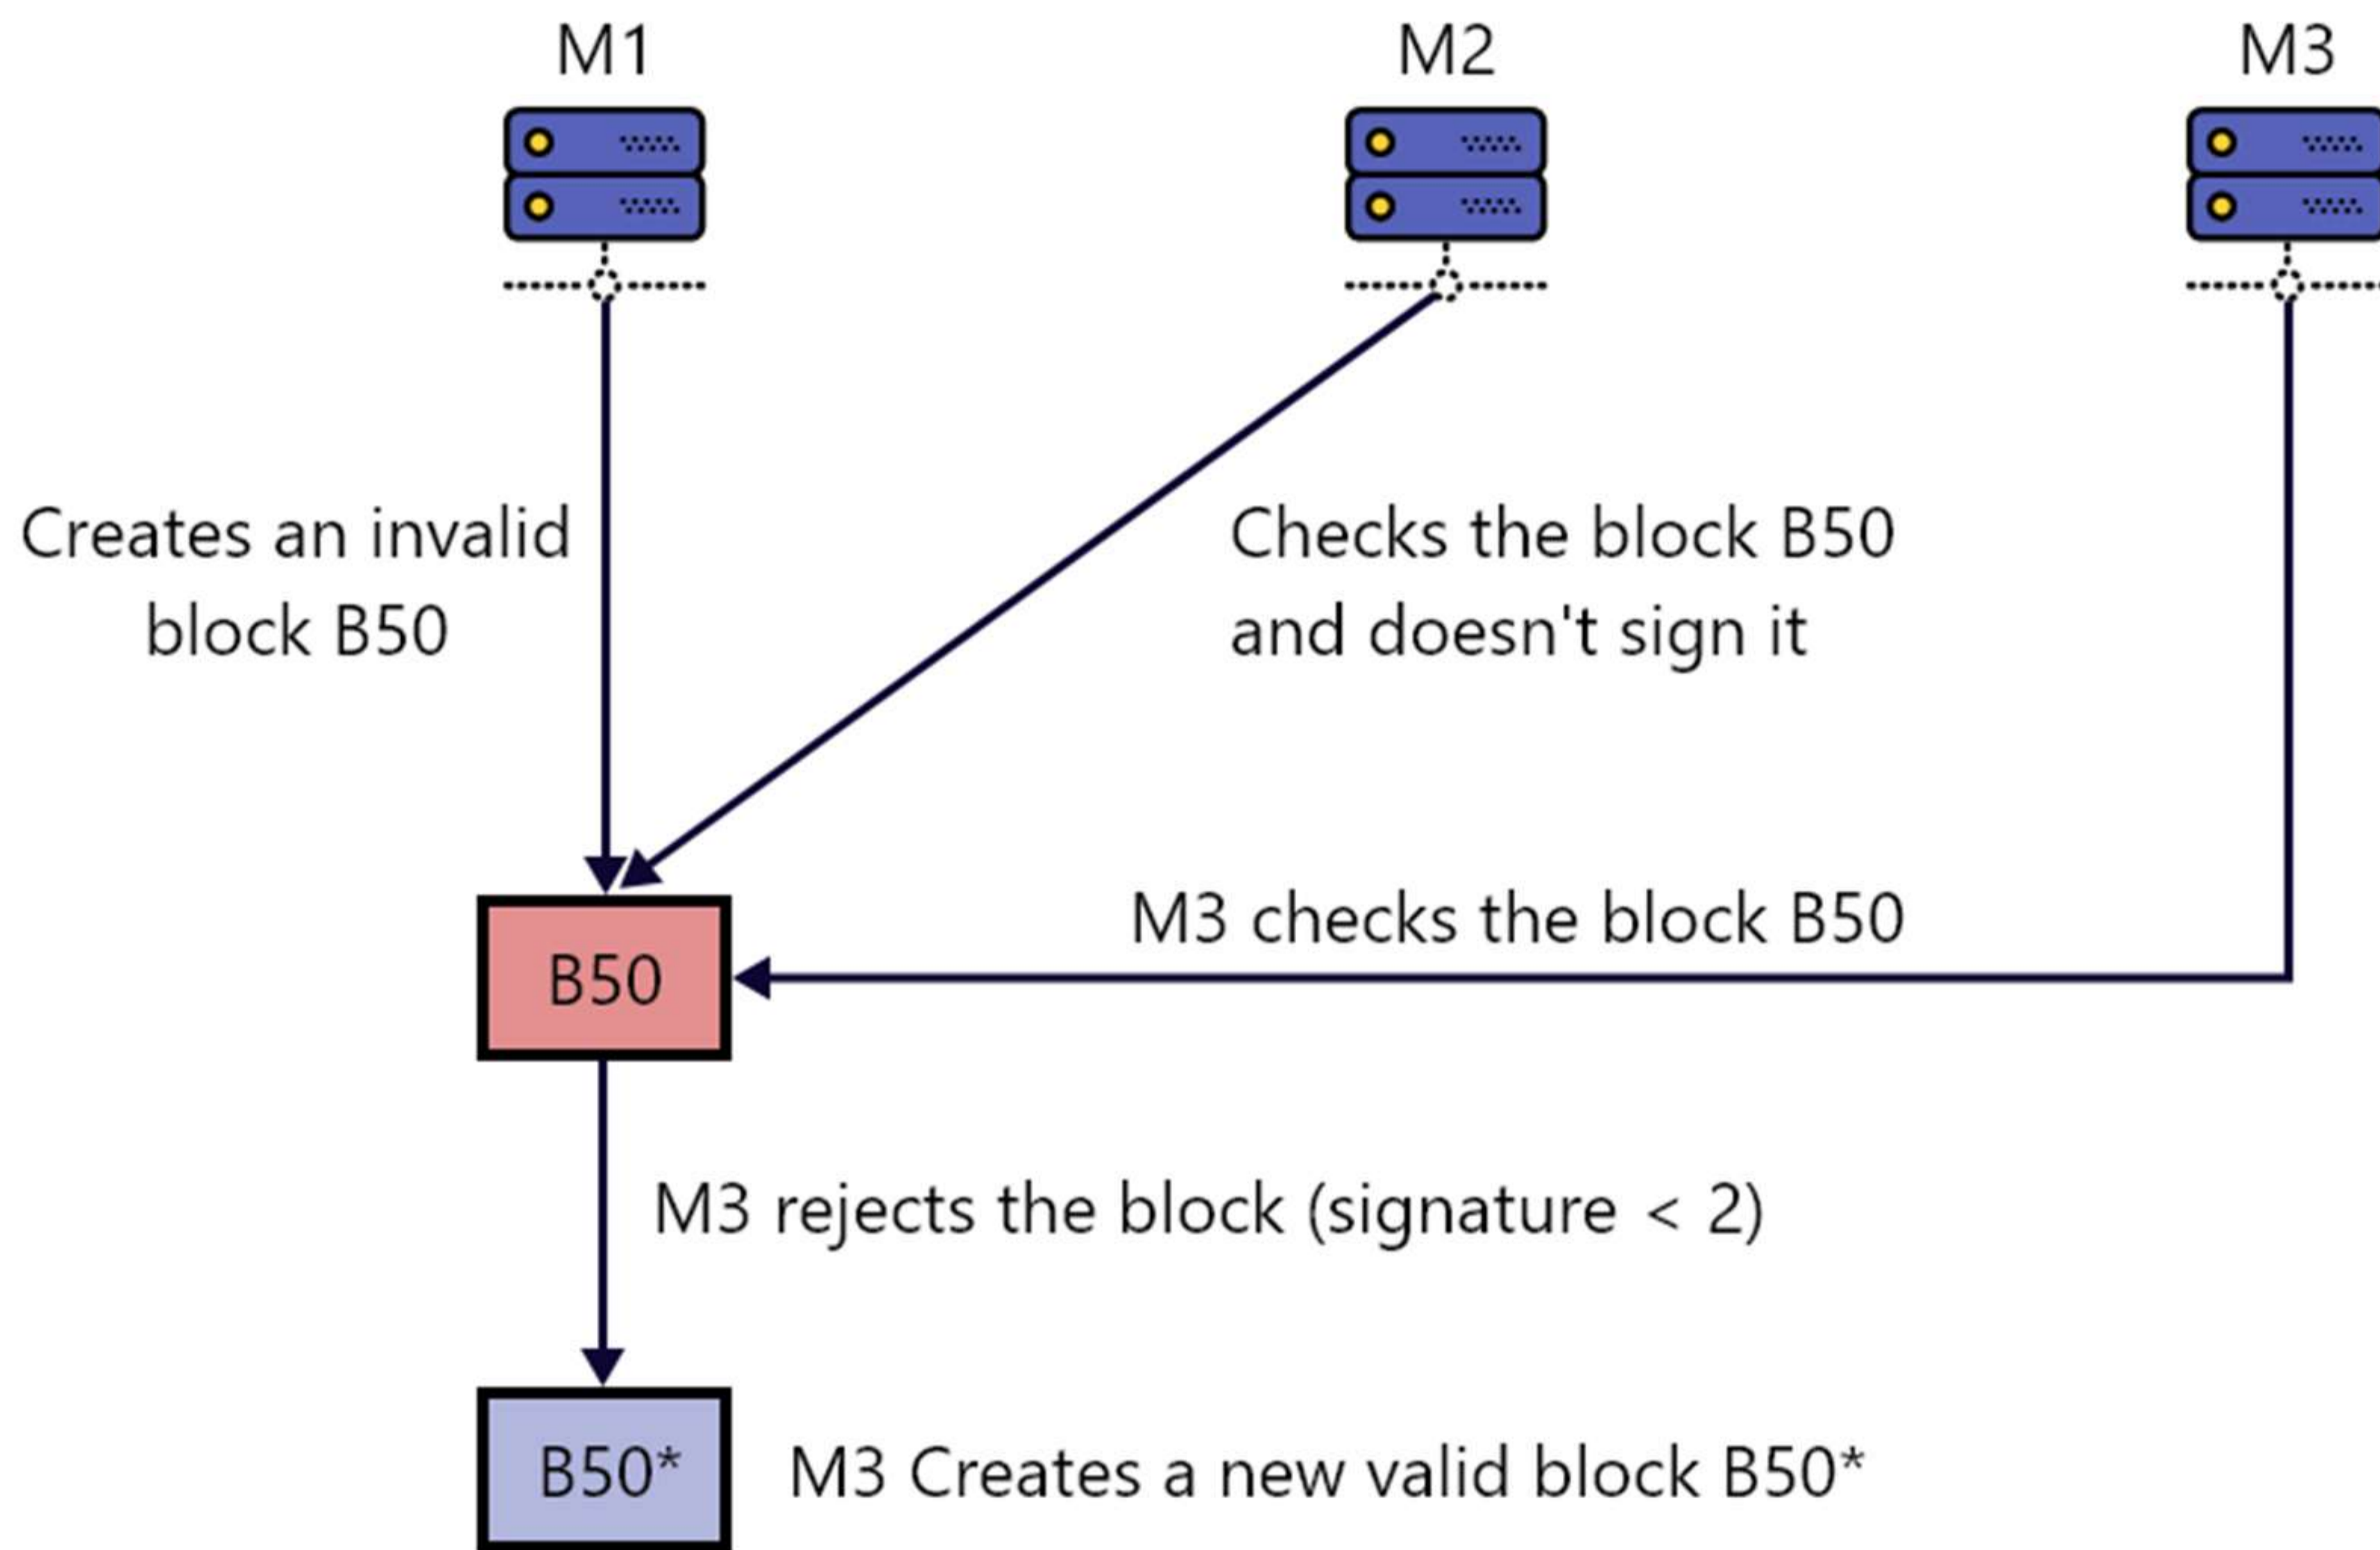 M1
M2
M3
Creates an invalid
block B50
Checks the block B50
and doesn't sign it
M3 checks the block B50
B50
M3 rejects the block (signature < 2)
B50*
M3 Creates a new valid block B50*